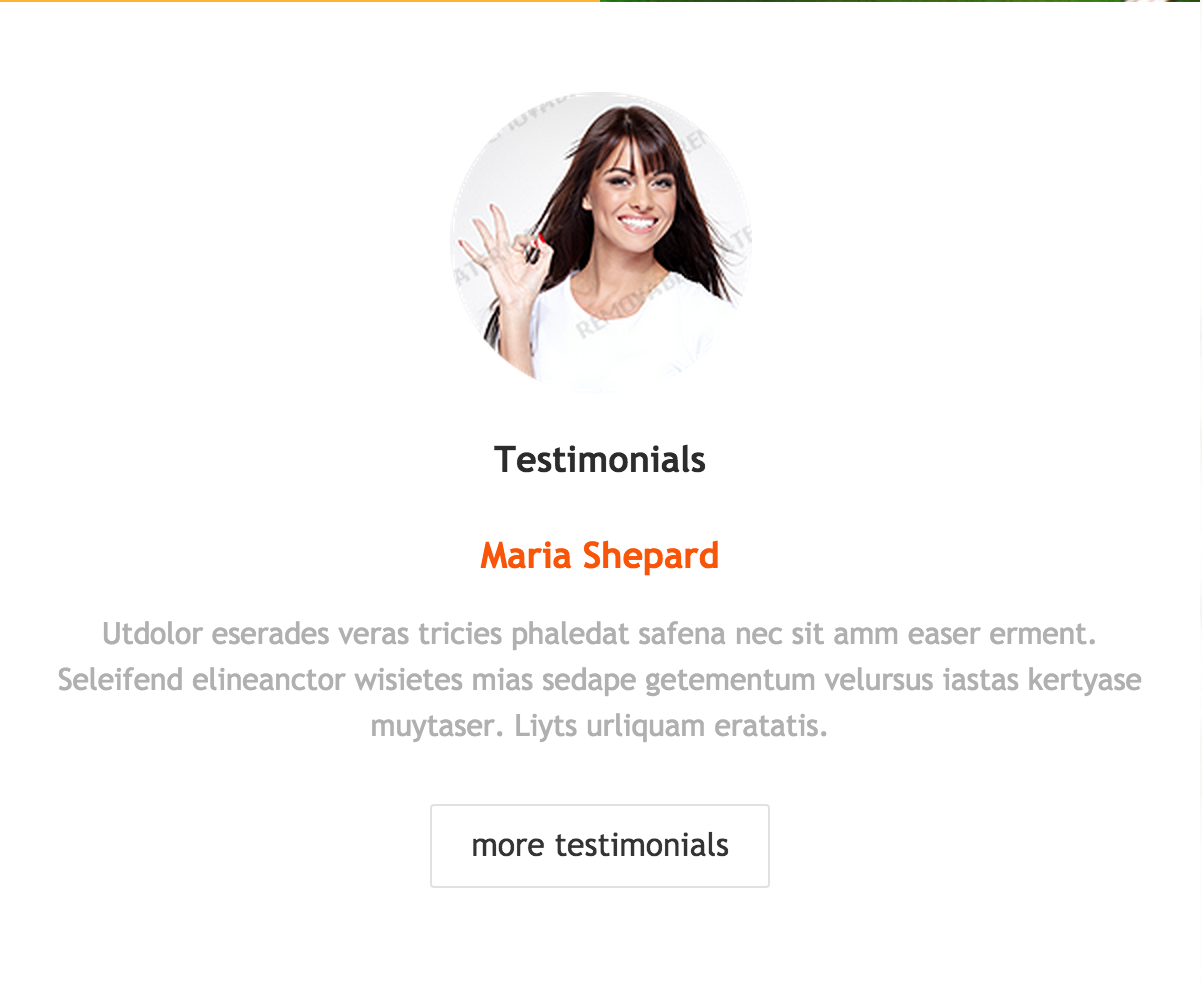 Testimonials
Maria Shepard
Utdolor eserades veras tricies phaledat safena nec sit amm easer erment.
Seleifend elineanctor wisietes mias sedape getementum velursus iastas kertyase
muytaser. Liyts urliquam eratatis.
more testimonials